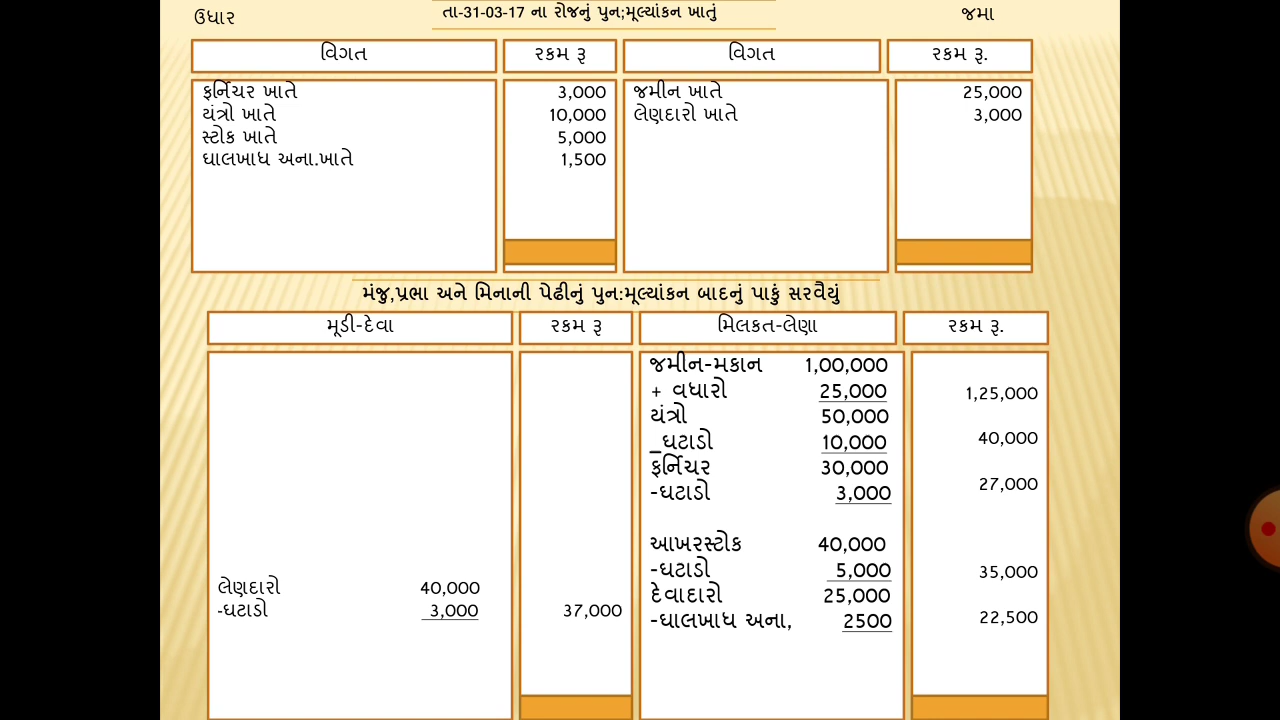 ઉધાર
તા-31-03-17 ના રોજનું પુન;મૂલ્યાંકન ખાતું
જમા
વિગત રકમ રૂ વિગત રકમ રૂ.
ફર્નિચર ખાતે 3,000 જમીન ખાતે 25,000
યંત્રો ખાતે 10,000 લેણદારો ખાતે 3,000
સ્ટોક ખાતે 5,000
ઘાલખાધ અના.ખાતે 1,500
મંજુ,પ્રભા અને મિનાની પેઢીનું પુન:મૂલ્યાંકન બાદનું પાકું સરવૈયું
મૂડી-દેવા રકમ રૂ મિલકત-લેણા રકમ રૂ.
જમીન-મકાન 1,00,000
+ વધારો 25,000 1,25,000
યંત્રો 50,000
_ઘટાડો 10,000 40,000
ફર્નિચર 30,000
-ઘટાડો 3,000 27,000
આખરસ્ટોક 40,000
-ઘટાડો 5,000 35,000
લેણદારો 40,000 દેવાદારો 25,000
-ઘટાડો 3,000 37,000 -ઘાલખાધ અના, 2500 22,500